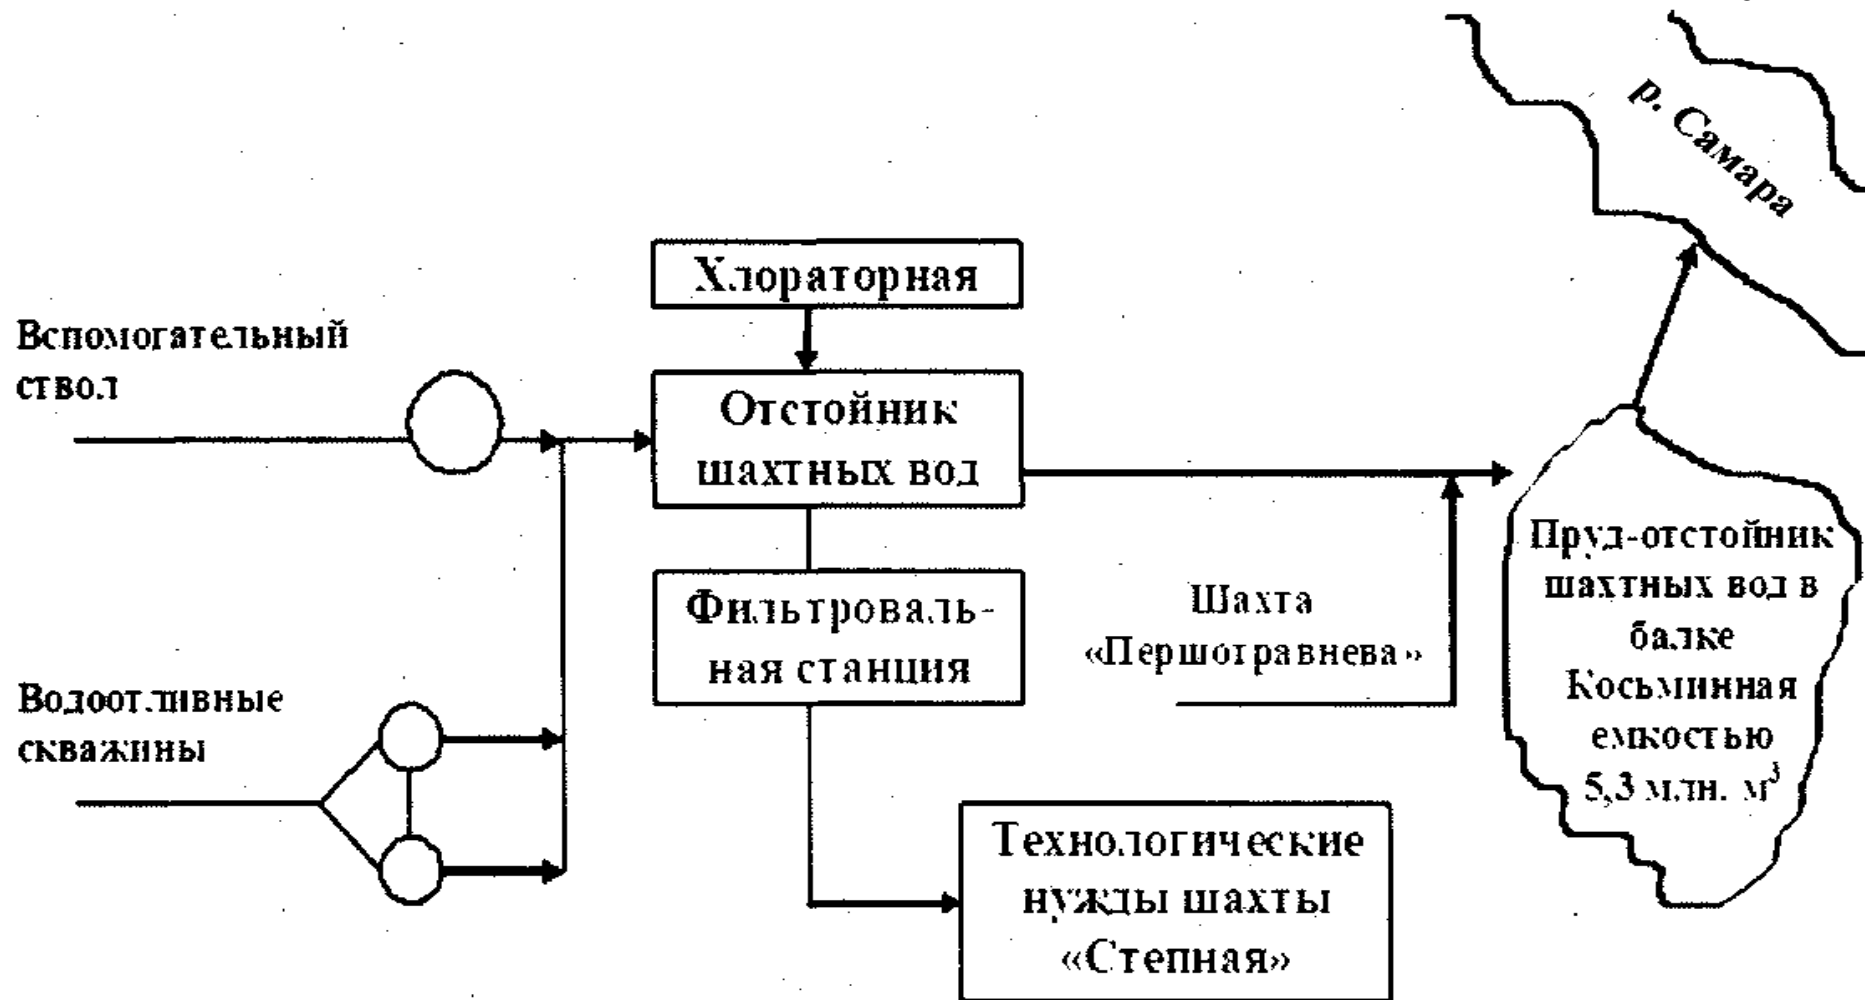 р. Самара
Хлораторная
Вспомогательный
ствол
Отстойник
шахтных вод
Фильтроваль-
ная станция
Шахта
«Першотравнева»
Пруд-отстойник
шахтных вод в
балке
Косьминная
емкостью
5,3 млн. м³
Водоотливные
скважины
Технологические
нужды шахты
«Степная»